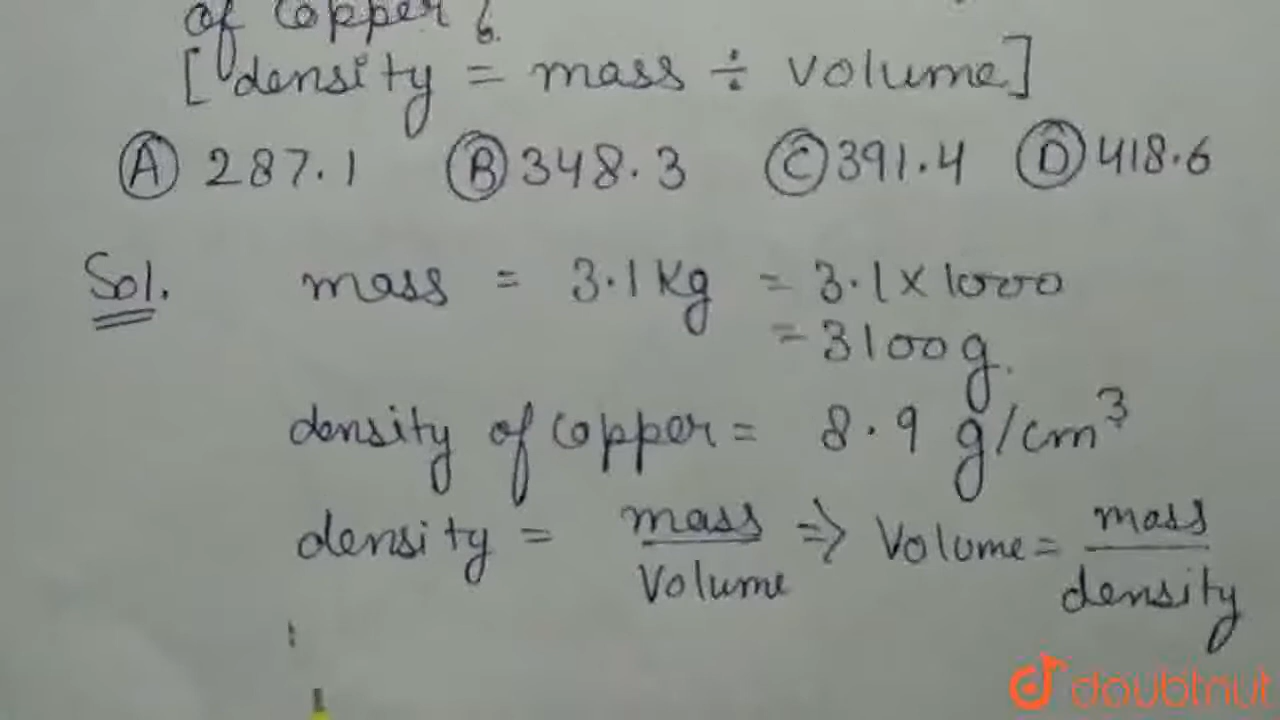 of Copper
[density = mass ÷ volume]
Ⓐ 287.1 Ⓑ 348.3 Ⓒ 391.4 Ⓓ 418.6
Sol. mass = 3.1 Kg = 3.1 x 1000
= 3100 g.
density of Copper = 8.9 g/cm³
density = mass/Volume ⇒ Volume = mass/density
doubtnut